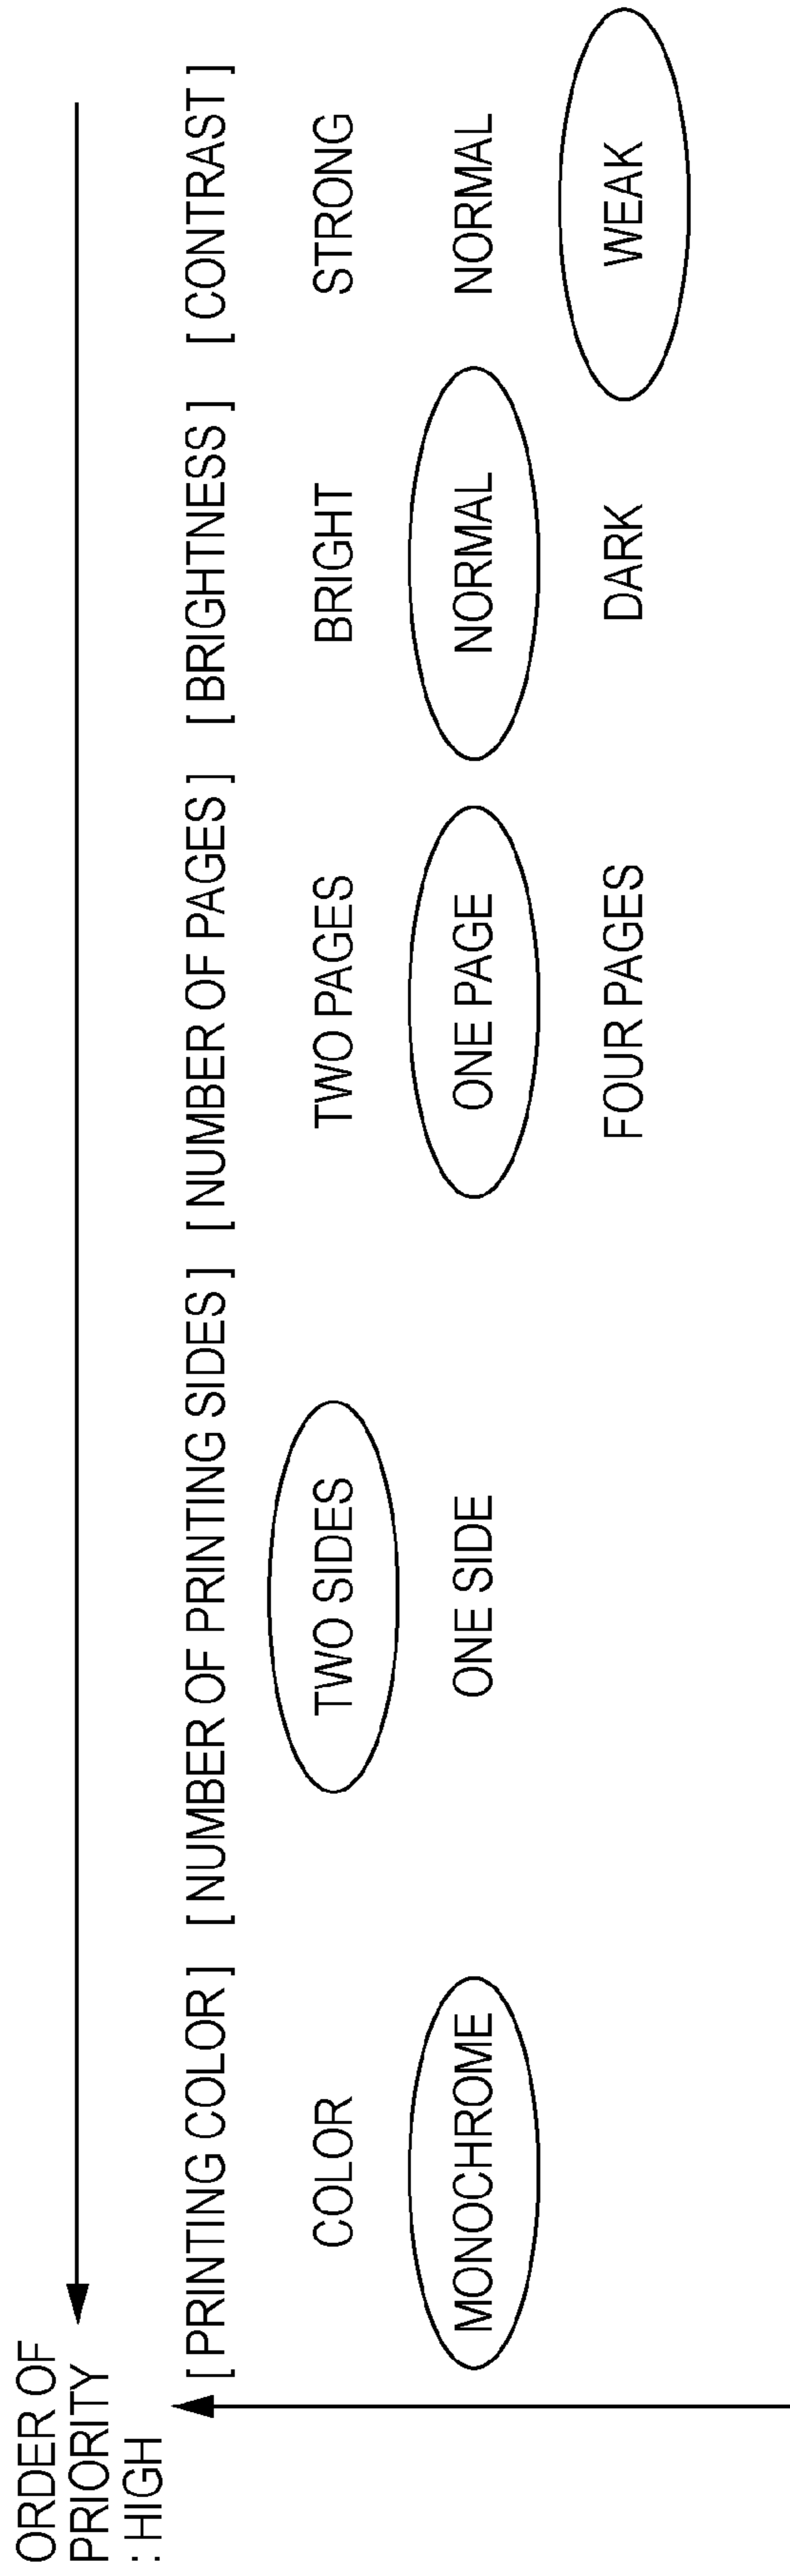 ORDER OF
PRIORITY
: HIGH
[ PRINTING COLOR ] [ NUMBER OF PRINTING SIDES ] [ NUMBER OF PAGES ] [ BRIGHTNESS ] [ CONTRAST ]
COLOR TWO SIDES TWO PAGES BRIGHT STRONG
MONOCHROME ONE SIDE ONE PAGE NORMAL NORMAL
FOUR PAGES DARK WEAK